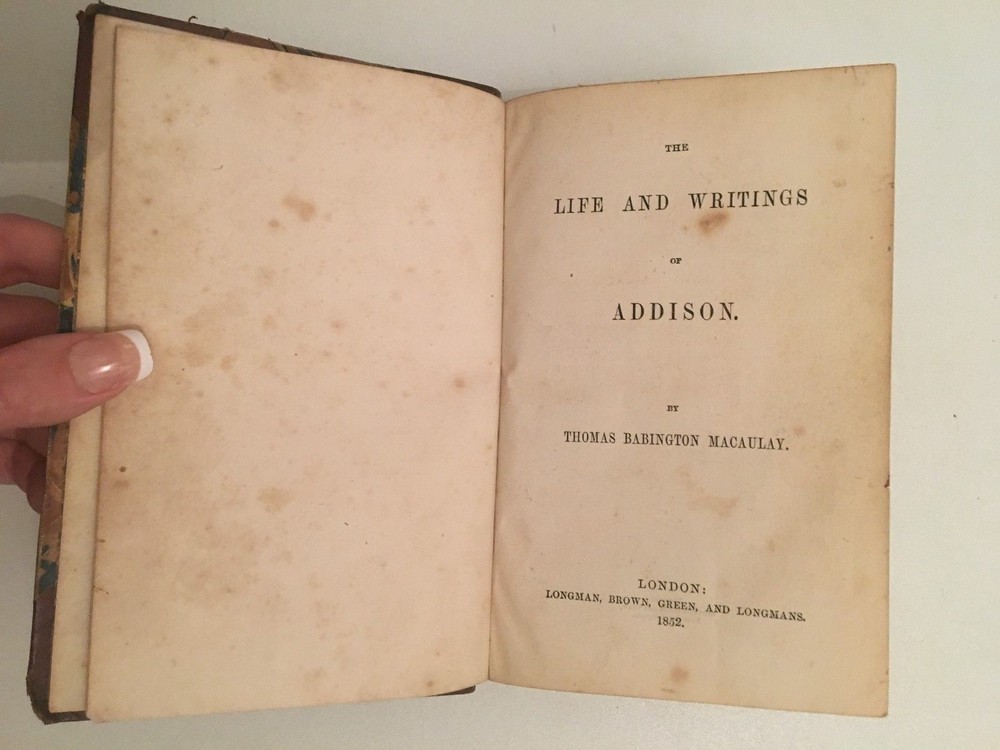 THE
LIFE AND WRITINGS
OF
ADDISON.
BY
THOMAS BABINGTON MACAULAY.
LONDON:
LONGMAN, BROWN, GREEN, AND LONGMANS.
1852.